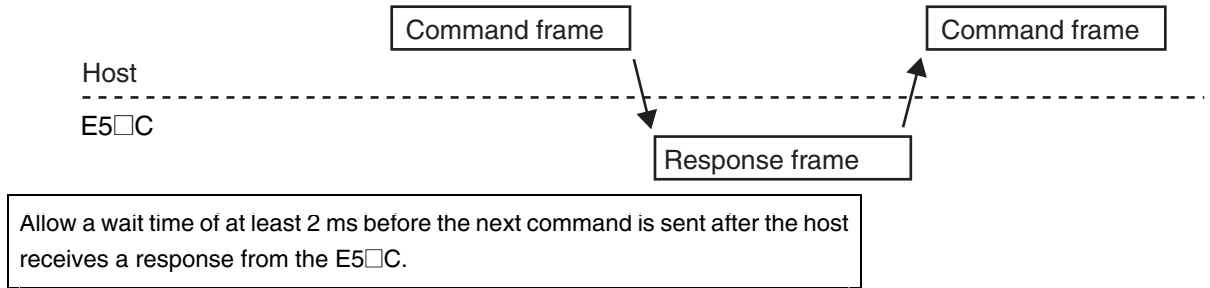 Command frame
Command frame
Host
E5□C
Response frame
Allow a wait time of at least 2 ms before the next command is sent after the host
receives a response from the E5□C.